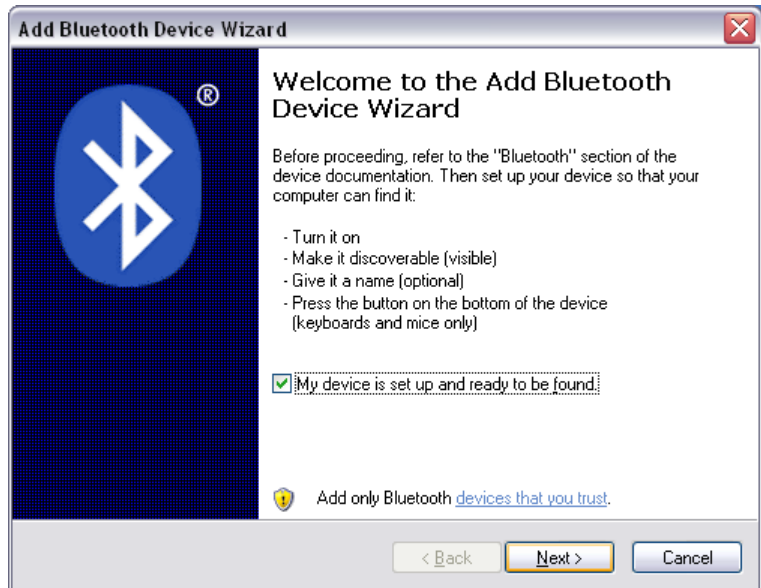 Add Bluetooth Device Wizard
®
Welcome to the Add Bluetooth
Device Wizard
Before proceeding, refer to the "Bluetooth" section of the
device documentation. Then set up your device so that your
computer can find it:
- Turn it on
- Make it discoverable (visible)
- Give it a name (optional)
- Press the button on the bottom of the device
(keyboards and mice only)
My device is set up and ready to be found.
Add only Bluetooth devices that you trust.
< Back Next > Cancel